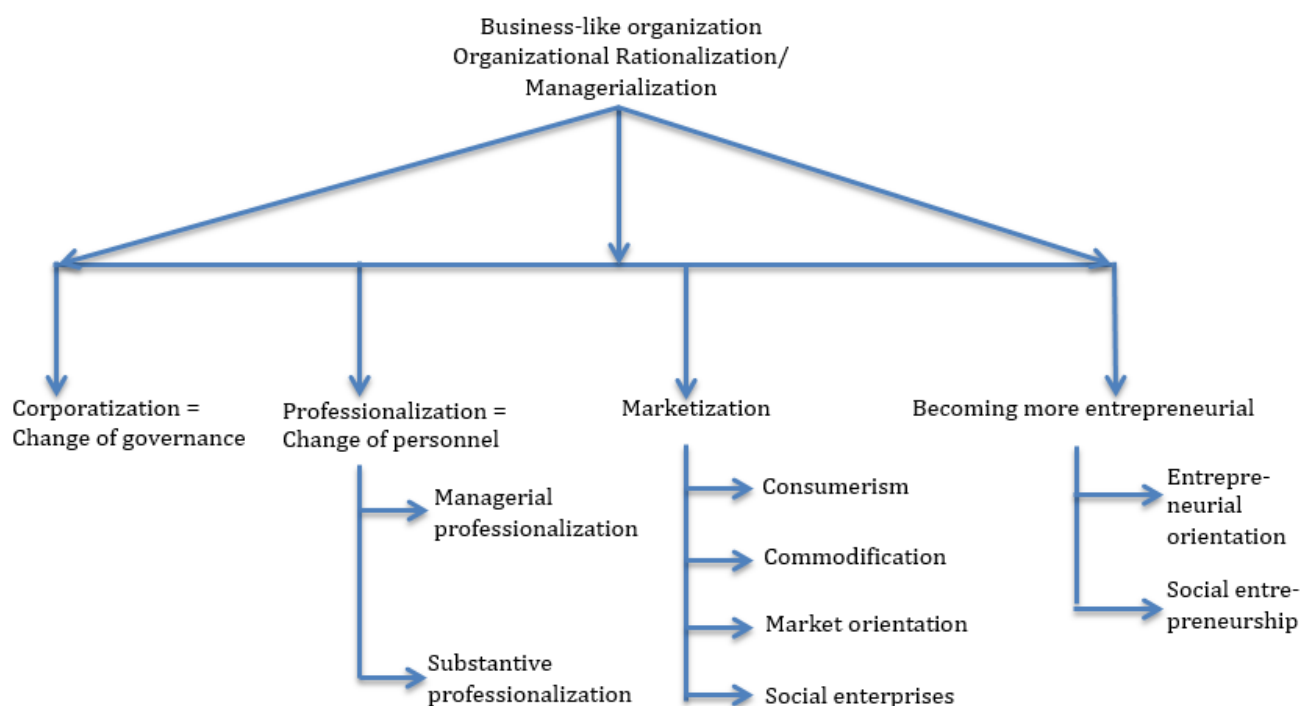 Business-like organization
Organizational Rationalization/
Managerialization
Corporatization =
Change of governance
Professionalization =
Change of personnel
Managerial
professionalization
Substantive
professionalization
Marketization
Consumerism
Commodification
Market orientation
Social enterprises
Becoming more entrepreneurial
Entrepre-
neurial
orientation
Social entre-
preneurship